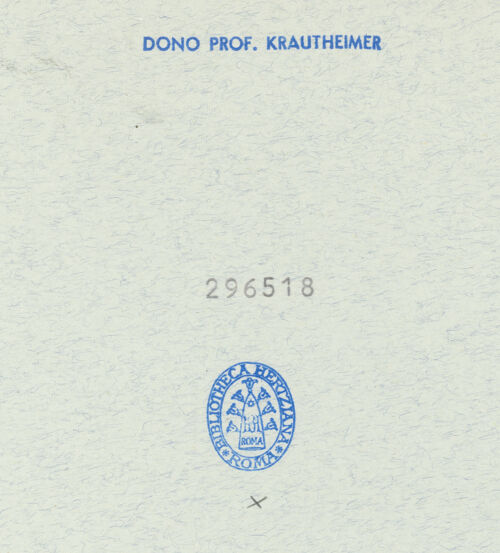 DONO PROF. KRAUTHEIMER
296518
BIBLIOTHECA HERTZIANA
ROMA
* ROMA *
×